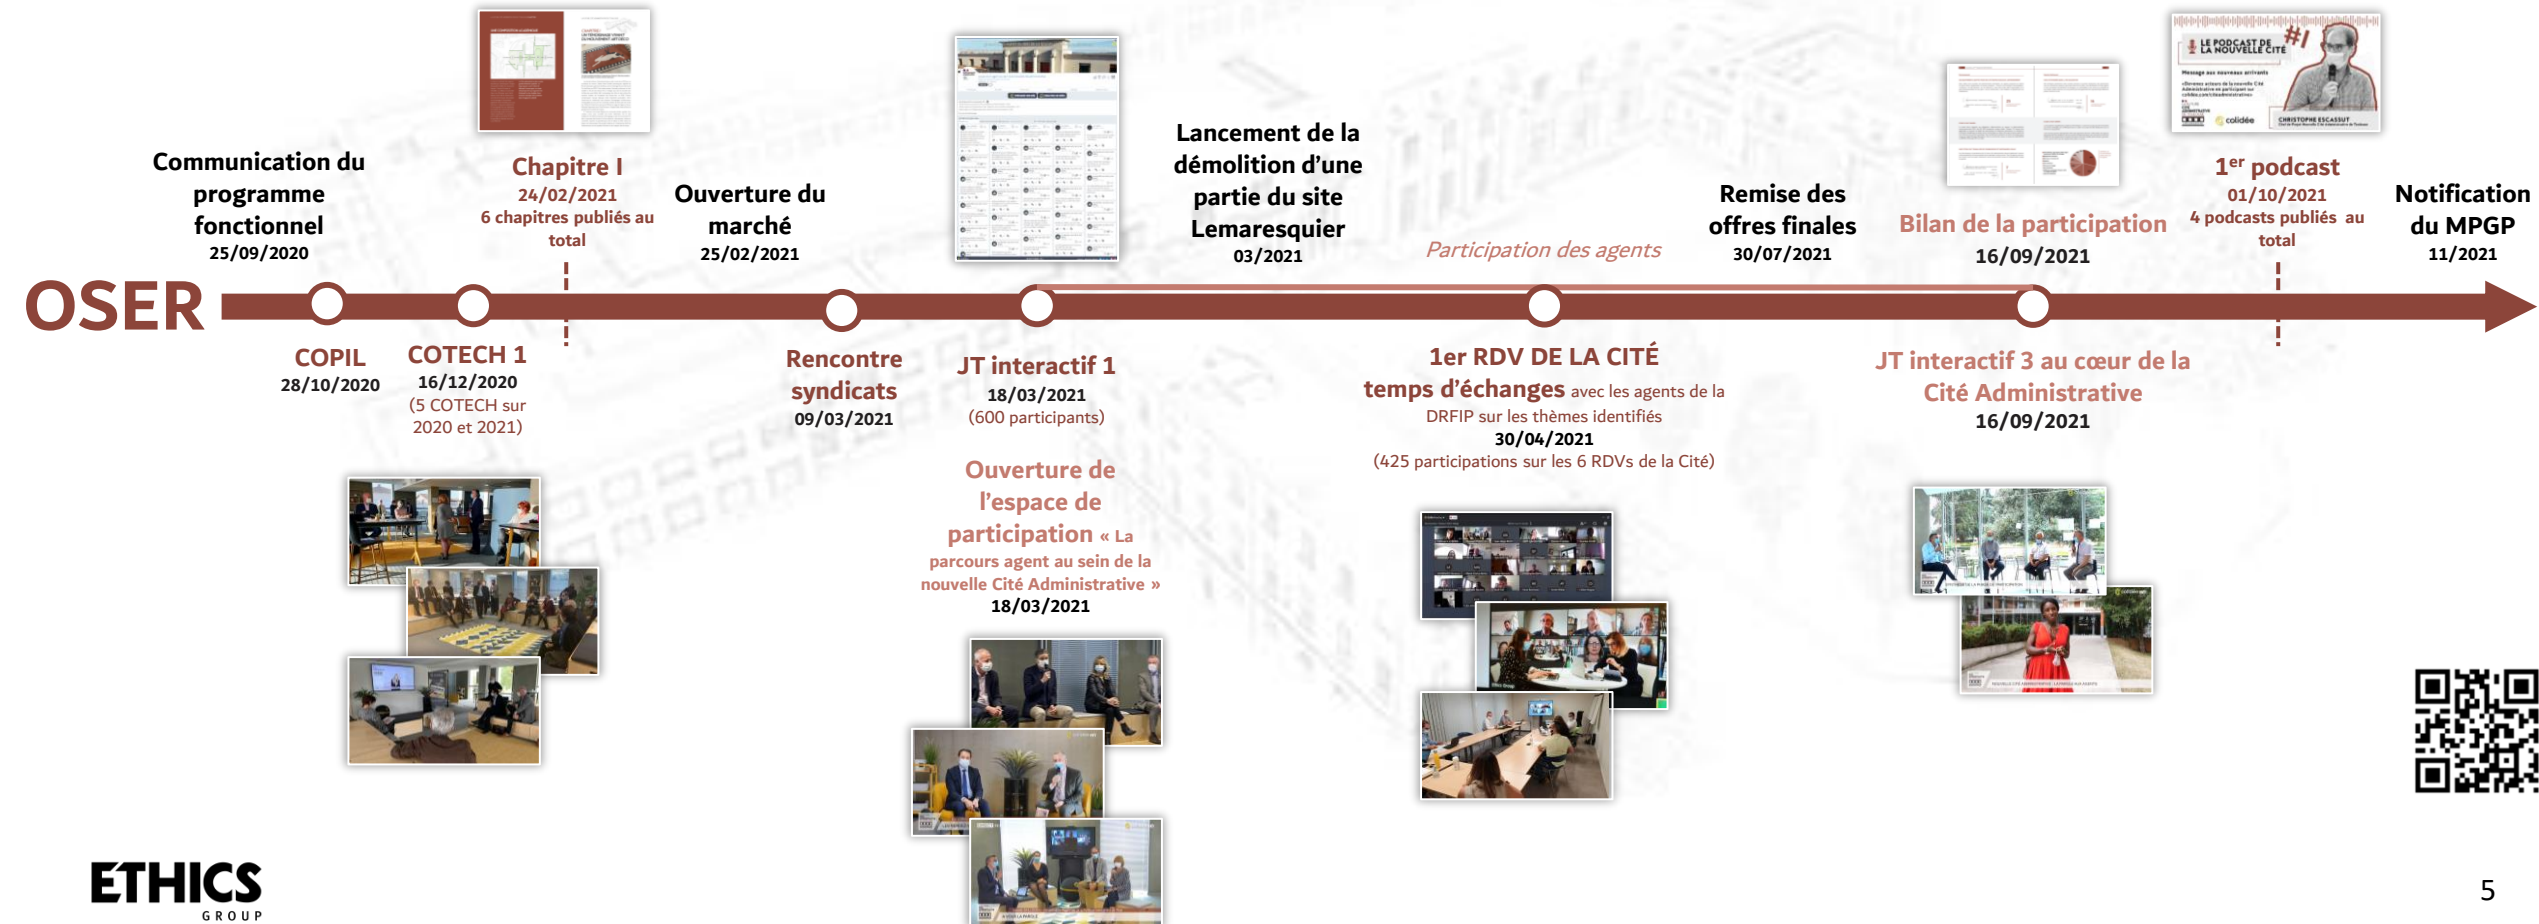 LE PODCAST DE
LA NOUVELLE CITÉ
#1
Message aux nouveaux arrivants
colidée
CHRISTOPHE ESCASSUT
Communication du
programme
fonctionnel
25/09/2020
Chapitre I
24/02/2021
6 chapitres publiés au
total
Ouverture du
marché
25/02/2021
Lancement de la
démolition d'une
partie du site
Lemaresquier
03/2021
Participation des agents
Remise des
offres finales
30/07/2021
Bilan de la participation
16/09/2021
1er podcast
01/10/2021
4 podcasts publiés au
total
Notification
du MPGP
11/2021
OSER
COPIL
28/10/2020
COTECH 1
16/12/2020
(5 COTECH sur
2020 et 2021)
Rencontre
syndicats
09/03/2021
JT interactif 1
18/03/2021
(600 participants)
Ouverture de
l'espace de
participation « La
parcours agent au sein de la
nouvelle Cité Administrative »
18/03/2021
1er RDV DE LA CITÉ
temps d'échanges avec les agents de la
DRFIP sur les thèmes identifiés
30/04/2021
(425 participations sur les 6 RDVs de la Cité)
JT interactif 3 au cœur de la
Cité Administrative
16/09/2021
ETHICS
GROUP
5